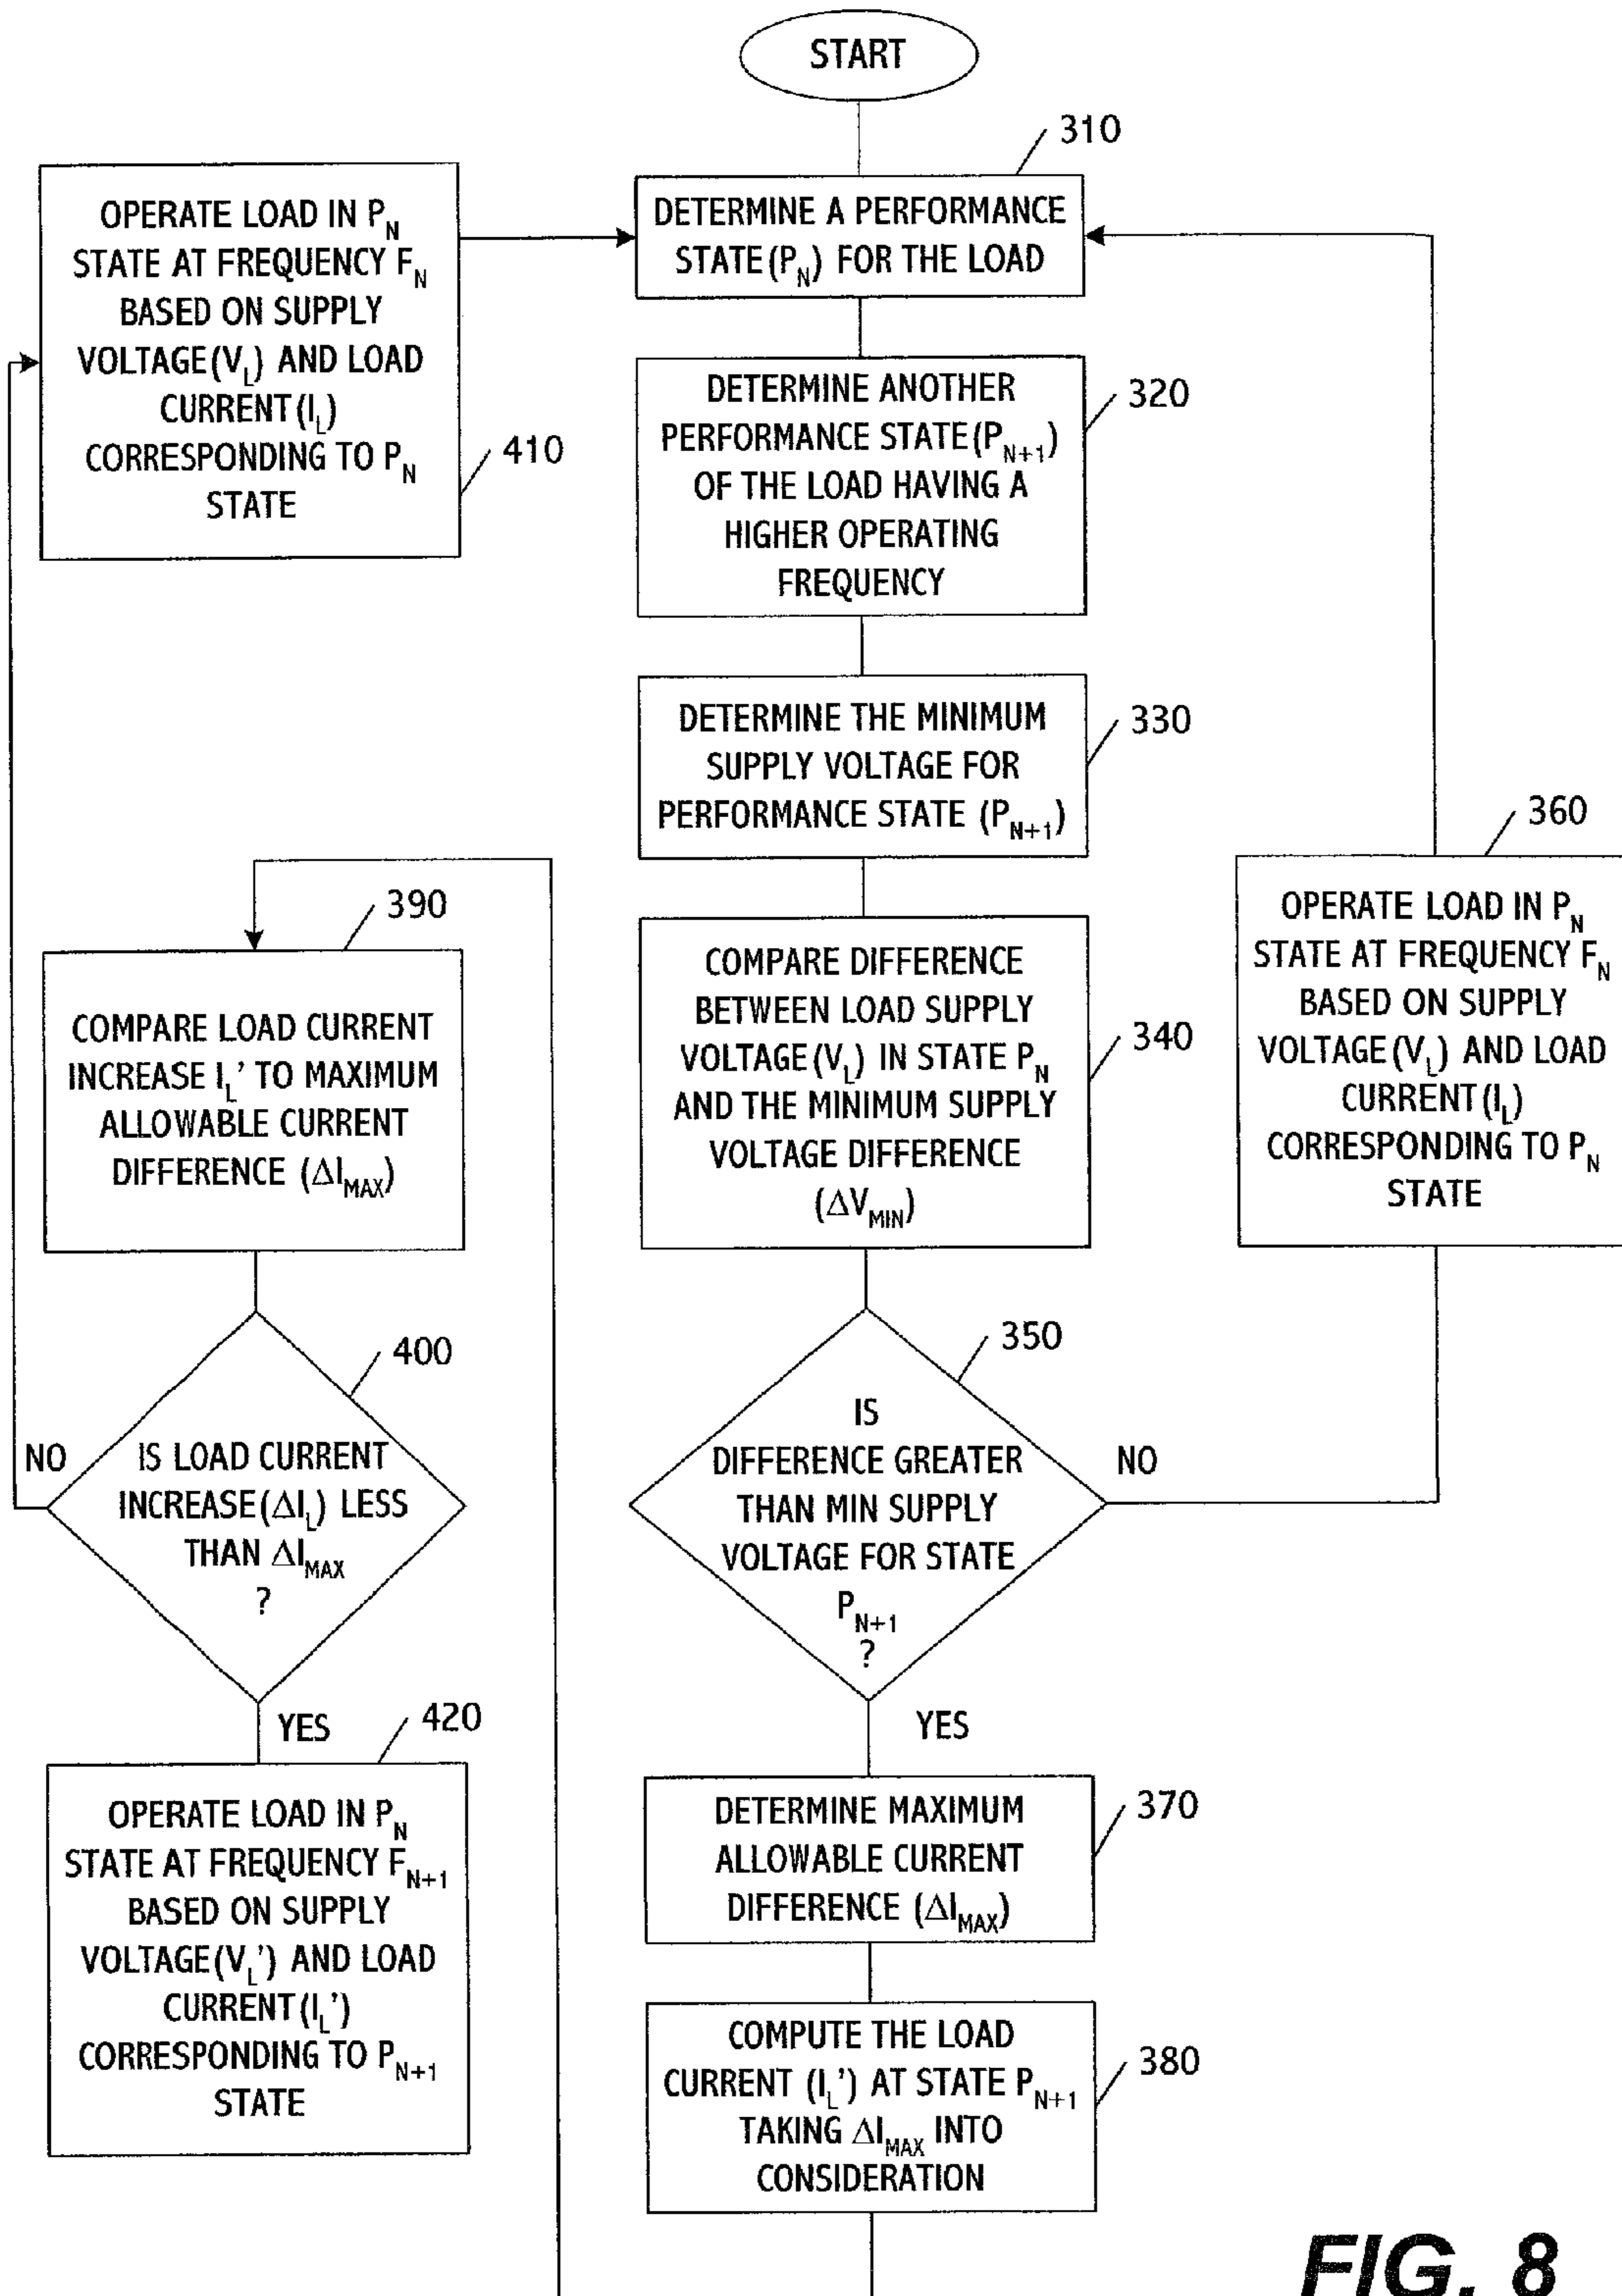 START
310
DETERMINE A PERFORMANCE
STATE (P_N) FOR THE LOAD
OPERATE LOAD IN P_N
STATE AT FREQUENCY F_N
BASED ON SUPPLY
VOLTAGE (V_L) AND LOAD
CURRENT (I_L)
CORRESPONDING TO P_N
STATE
410
DETERMINE ANOTHER
PERFORMANCE STATE (P_N+1)
OF THE LOAD HAVING A
HIGHER OPERATING
FREQUENCY
320
DETERMINE THE MINIMUM
SUPPLY VOLTAGE FOR
PERFORMANCE STATE (P_N+1)
330
COMPARE DIFFERENCE
BETWEEN LOAD SUPPLY
VOLTAGE (V_L) IN STATE P_N
AND THE MINIMUM SUPPLY
VOLTAGE DIFFERENCE
(ΔV_MIN)
340
IS
DIFFERENCE GREATER
THAN MIN SUPPLY
VOLTAGE FOR STATE
P_N+1
?
350
NO
360
OPERATE LOAD IN P_N
STATE AT FREQUENCY F_N
BASED ON SUPPLY
VOLTAGE (V_L) AND LOAD
CURRENT (I_L)
CORRESPONDING TO P_N
STATE
YES
DETERMINE MAXIMUM
ALLOWABLE CURRENT
DIFFERENCE (ΔI_MAX)
370
COMPUTE THE LOAD
CURRENT (I_L') AT STATE P_N+1
TAKING ΔI_MAX INTO
CONSIDERATION
380
390
COMPARE LOAD CURRENT
INCREASE I_L' TO MAXIMUM
ALLOWABLE CURRENT
DIFFERENCE (ΔI_MAX)
400
IS LOAD CURRENT
INCREASE (ΔI_L) LESS
THAN ΔI_MAX
?
NO
YES
420
OPERATE LOAD IN P_N
STATE AT FREQUENCY F_N+1
BASED ON SUPPLY
VOLTAGE (V_L') AND LOAD
CURRENT (I_L')
CORRESPONDING TO P_N+1
STATE
FIG. 8